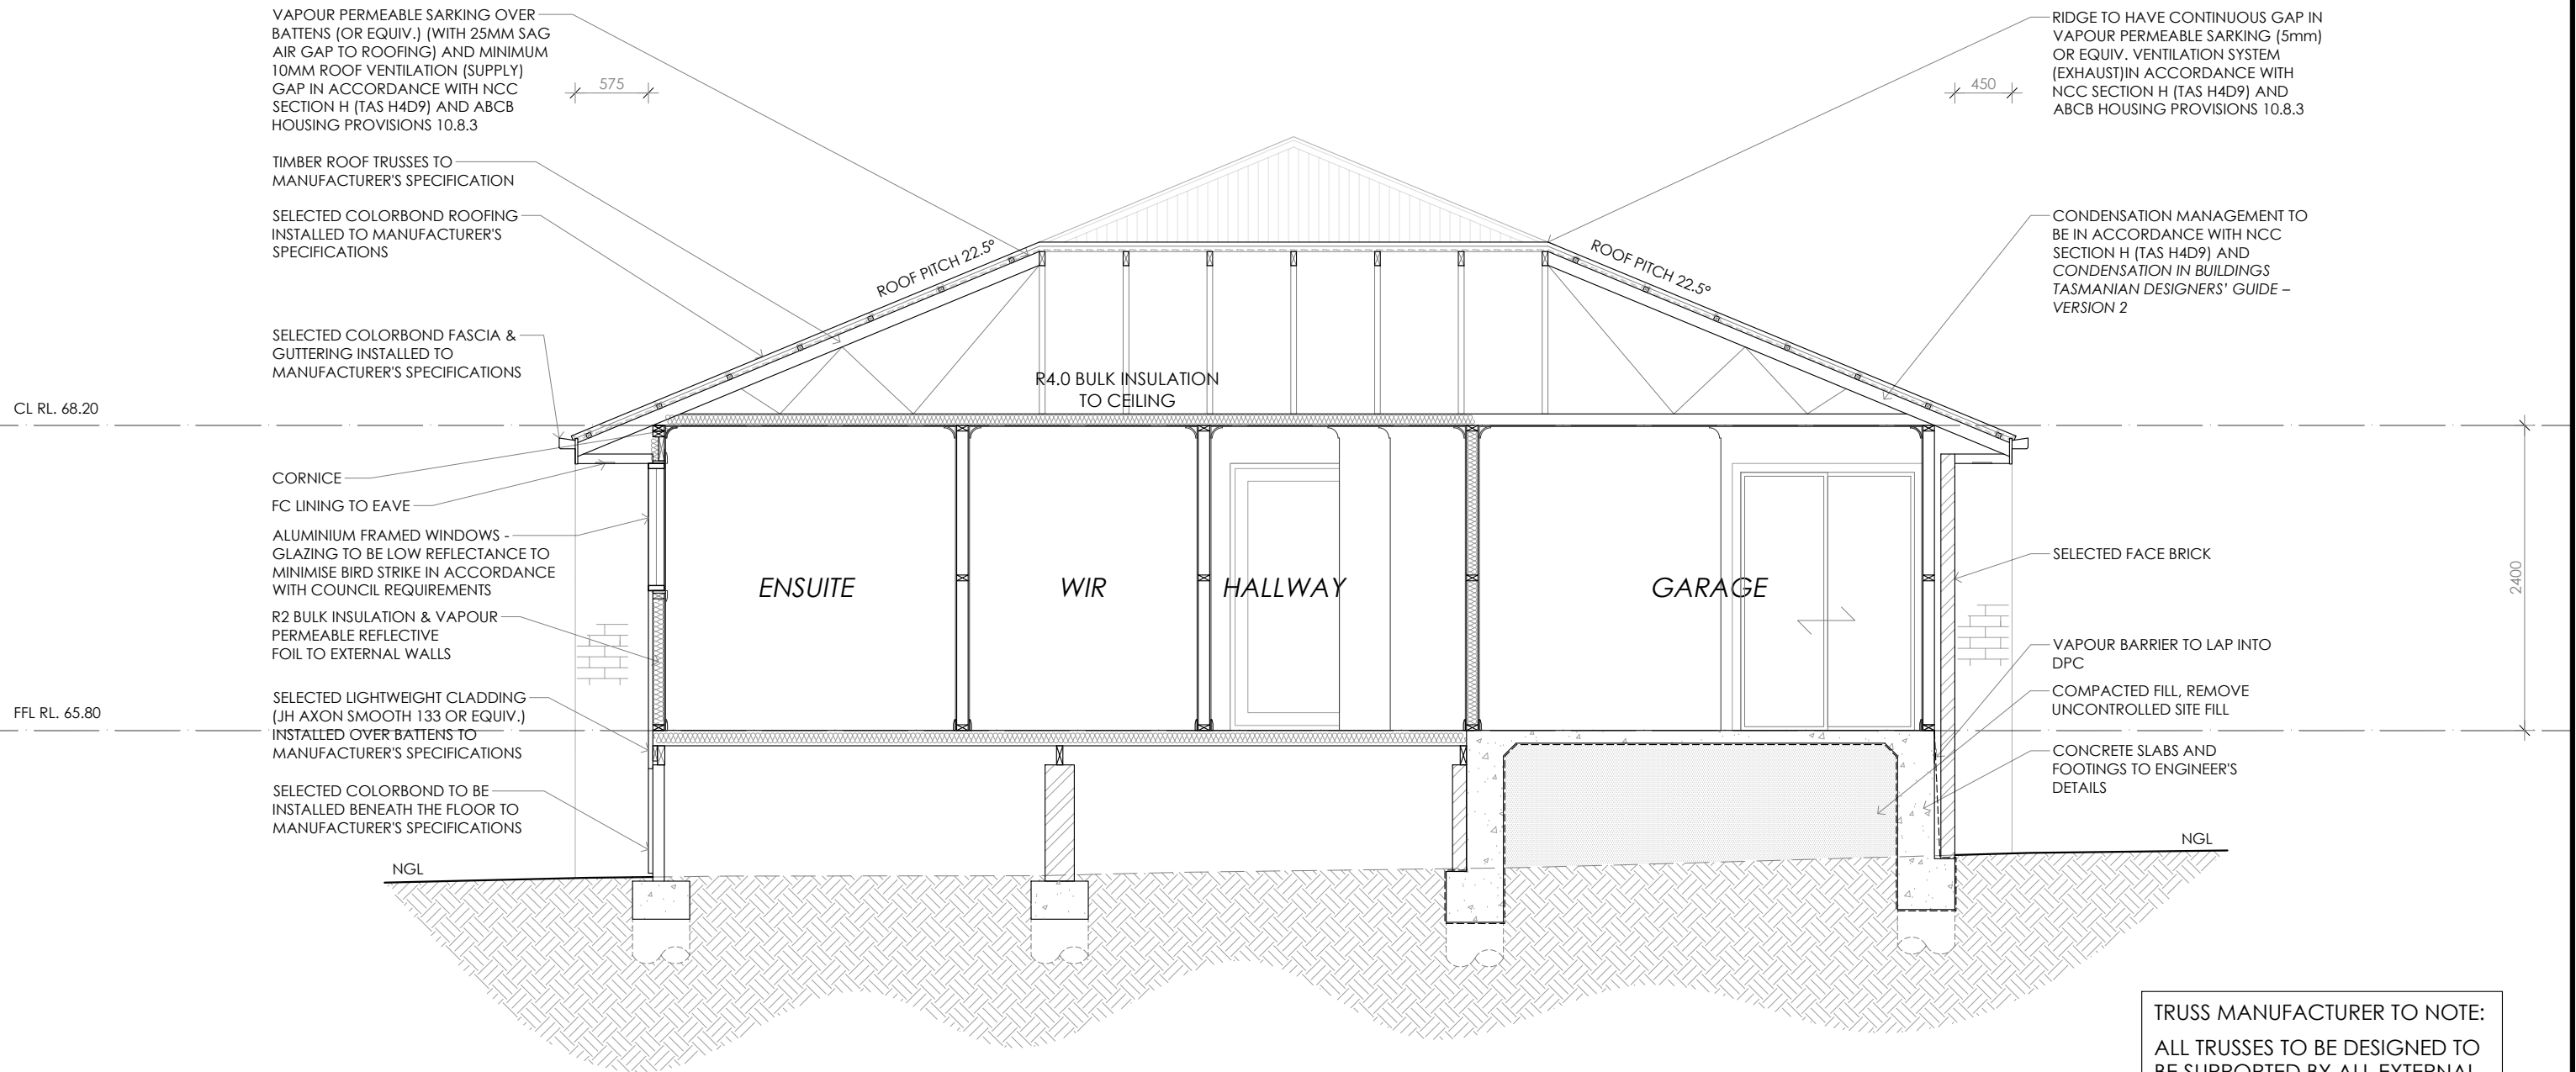 VAPOUR PERMEABLE SARKING OVER
BATTENS (OR EQUIV.) (WITH 25MM SAG
AIR GAP TO ROOFING) AND MINIMUM
10MM ROOF VENTILATION (SUPPLY)
GAP IN ACCORDANCE WITH NCC
SECTION H (TAS H4D9) AND ABCB
HOUSING PROVISIONS 10.8.3
575
TIMBER ROOF TRUSSES TO
MANUFACTURER'S SPECIFICATION
SELECTED COLORBOND ROOFING
INSTALLED TO MANUFACTURER'S
SPECIFICATIONS
SELECTED COLORBOND FASCIA &
GUTTERING INSTALLED TO
MANUFACTURER'S SPECIFICATIONS
CL RL. 68.20
CORNICE
FC LINING TO EAVE
ALUMINIUM FRAMED WINDOWS -
GLAZING TO BE LOW REFLECTANCE TO
MINIMISE BIRD STRIKE IN ACCORDANCE
WITH COUNCIL REQUIREMENTS
R2 BULK INSULATION & VAPOUR
PERMEABLE REFLECTIVE
FOIL TO EXTERNAL WALLS
SELECTED LIGHTWEIGHT CLADDING
(JH AXON SMOOTH 133 OR EQUIV.)
INSTALLED OVER BATTENS TO
MANUFACTURER'S SPECIFICATIONS
FFL RL. 65.80
SELECTED COLORBOND TO BE
INSTALLED BENEATH THE FLOOR TO
MANUFACTURER'S SPECIFICATIONS
NGL
ROOF PITCH 22.5°
ROOF PITCH 22.5°
R4.0 BULK INSULATION
TO CEILING
ENSUITE
WIR
HALLWAY
GARAGE
RIDGE TO HAVE CONTINUOUS GAP IN
VAPOUR PERMEABLE SARKING (5mm)
OR EQUIV. VENTILATION SYSTEM
(EXHAUST)IN ACCORDANCE WITH
NCC SECTION H (TAS H4D9) AND
ABCB HOUSING PROVISIONS 10.8.3
450
CONDENSATION MANAGEMENT TO
BE IN ACCORDANCE WITH NCC
SECTION H (TAS H4D9) AND
CONDENSATION IN BUILDINGS
TASMANIAN DESIGNERS' GUIDE –
VERSION 2
SELECTED FACE BRICK
2400
VAPOUR BARRIER TO LAP INTO
DPC
COMPACTED FILL, REMOVE
UNCONTROLLED SITE FILL
CONCRETE SLABS AND
FOOTINGS TO ENGINEER'S
DETAILS
NGL
TRUSS MANUFACTURER TO NOTE:
ALL TRUSSES TO BE DESIGNED TO
BE SUPPORTED BY ALL EXTERNAL